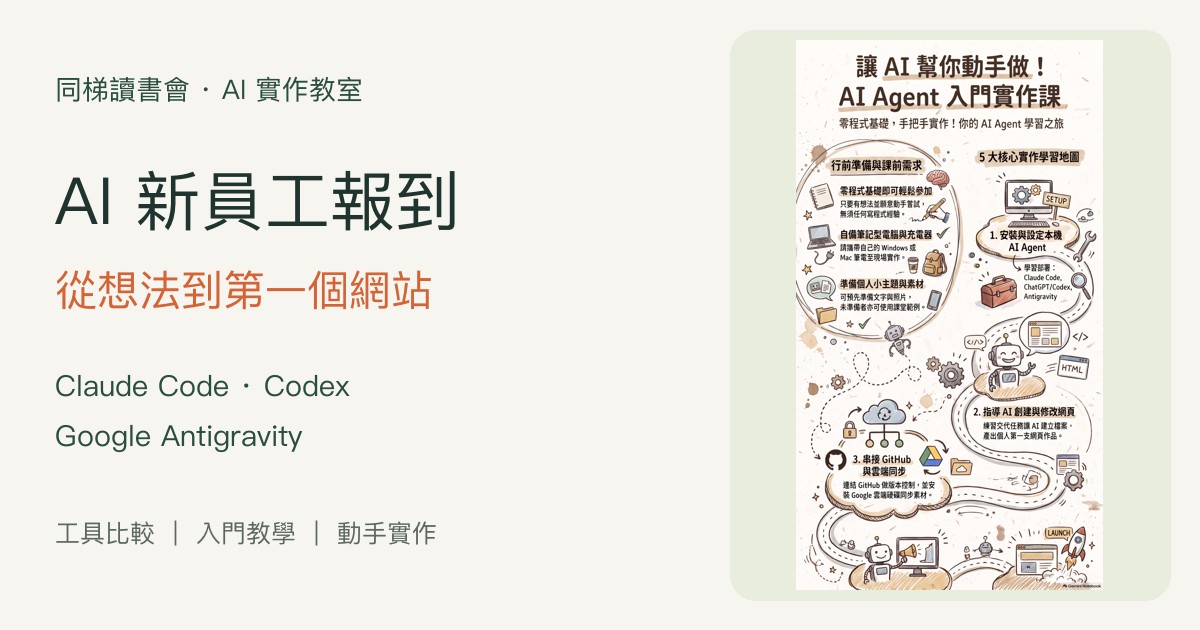 同梯讀書會 · AI 實作教室
AI 新員工報到
從想法到第一個網站
Claude Code · Codex
Google Antigravity
工具比較 | 入門教學 | 動手實作
讓 AI 幫你動手做！
AI Agent 入門實作課
零程式基礎，手把手實作！你的 AI Agent 學習之旅
行前準備與課前需求
零程式基礎即可輕鬆參加
只要有想法並願意動手嘗試，
無須任何寫程式經驗。
自備筆記型電腦與充電器
請攜帶自己的 Windows 或
Mac 筆電至現場實作。
準備個人小主題與素材
可預先準備文字與照片，
未準備者亦可使用課堂範例。
5 大核心實作學習地圖
SETUP
1. 安裝與設定本機
AI Agent
學習部署：
Claude Code,
ChatGPT/Codex,
Antigravity
</>
</>
HTML
2. 指導 AI 創建與修改網頁
練習交代任務讓 AI 建立檔案，
產出個人第一支網頁作品。
3. 串接 GitHub
與雲端同步
連結 GitHub 做版本控制，並安
裝 Google 雲端硬碟同步素材。
LAUNCH